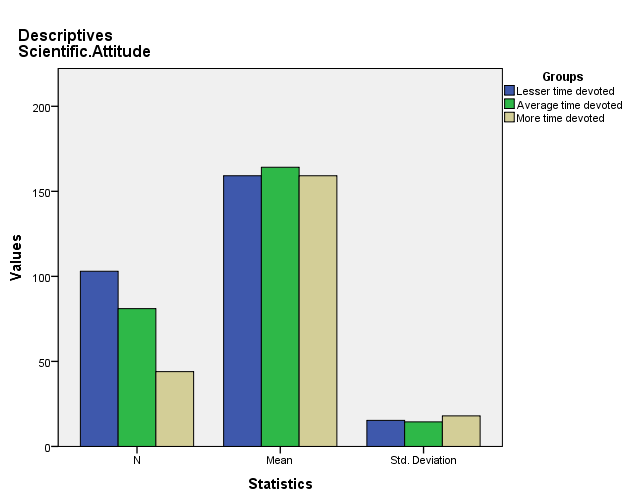 Descriptives
Scientific.Attitude
Groups
Lesser time devoted
Average time devoted
More time devoted
200
150
100
50
0
Values
N
Mean
Std. Deviation
Statistics